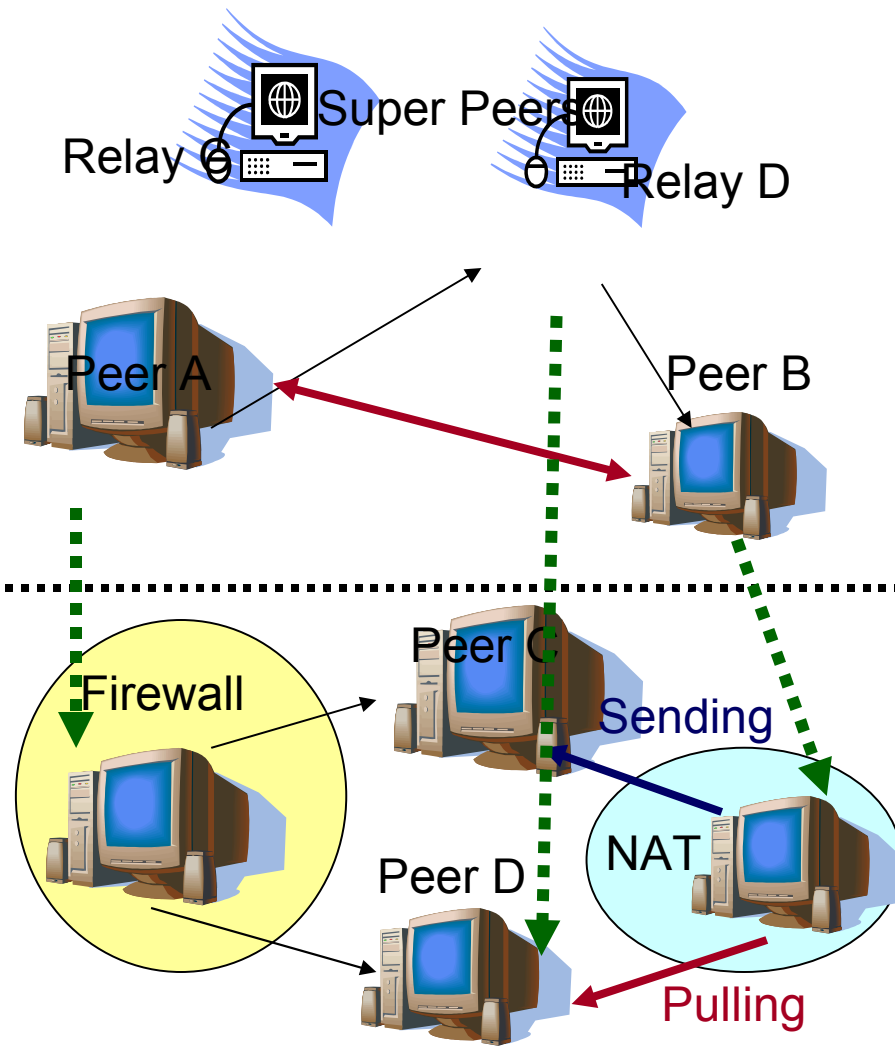 Super Peers
Relay C
Relay D
Peer A
Peer B
Peer C
Firewall
Sending
NAT
Peer D
Pulling